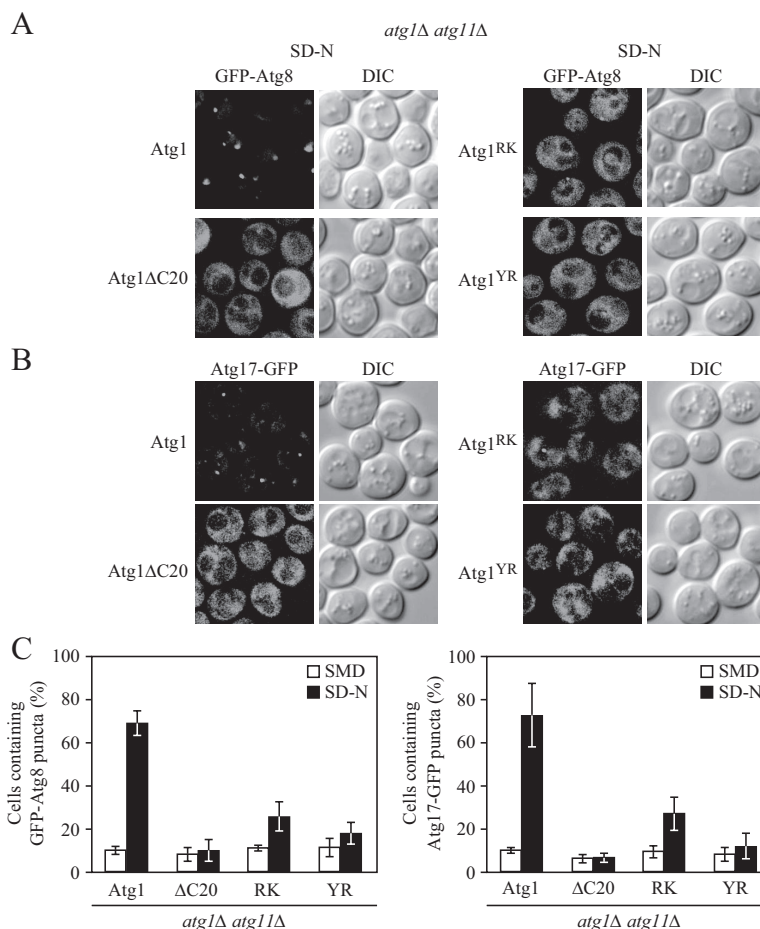 A
atg1Δ atg11Δ
SD-N
SD-N
GFP-Atg8 DIC
GFP-Atg8 DIC
Atg1
Atg1RK
Atg1ΔC20
Atg1YR
B
Atg17-GFP DIC
Atg17-GFP DIC
Atg1
Atg1RK
Atg1ΔC20
Atg1YR
C
Cells containing
GFP-Atg8 puncta (%)
100
80
60
40
20
0
SMD
SD-N
Atg1 ΔC20 RK YR
atg1Δ atg11Δ
Cells containing
Atg17-GFP puncta (%)
100
80
60
40
20
0
SMD
SD-N
Atg1 ΔC20 RK YR
atg1Δ atg11Δ